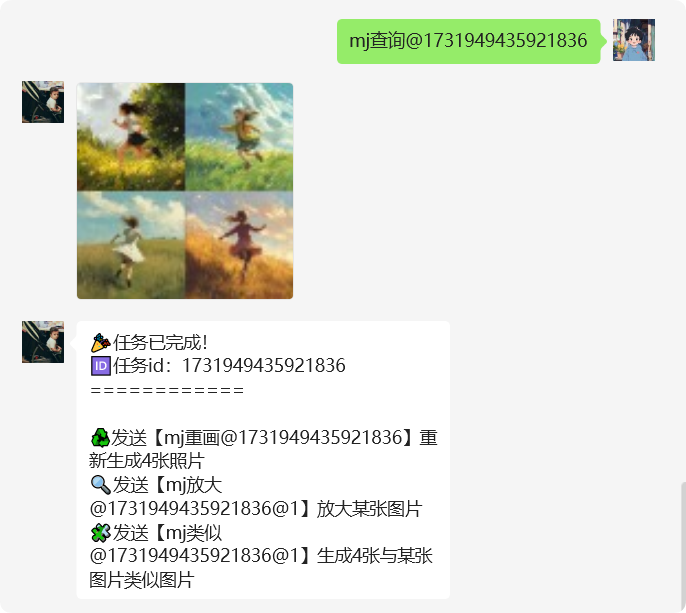 mj查询@1731949435921836
🎉任务已完成！
🆔任务id：1731949435921836
============
♻发送【mj重画@1731949435921836】重
新生成4张照片
🔍发送【mj放大
@1731949435921836@1】放大某张图片
🧩发送【mj类似
@1731949435921836@1】生成4张与某张
图片类似图片